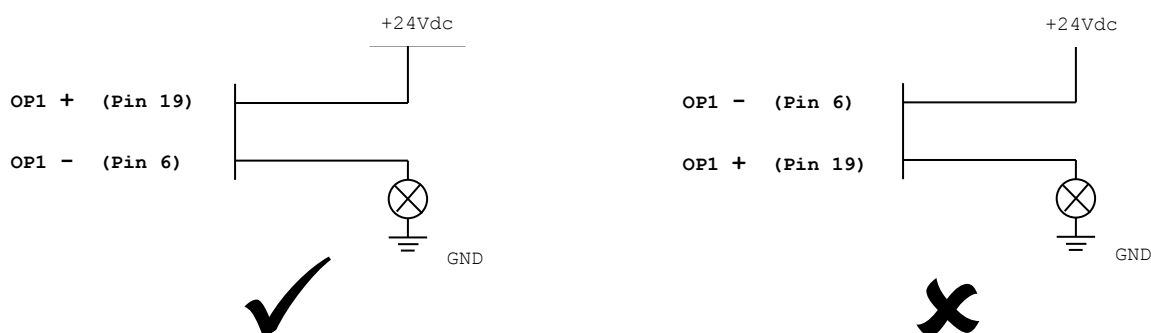 +24Vdc
OP1 + (Pin 19)
OP1 - (Pin 6)
GND
+24Vdc
OP1 - (Pin 6)
OP1 + (Pin 19)
GND